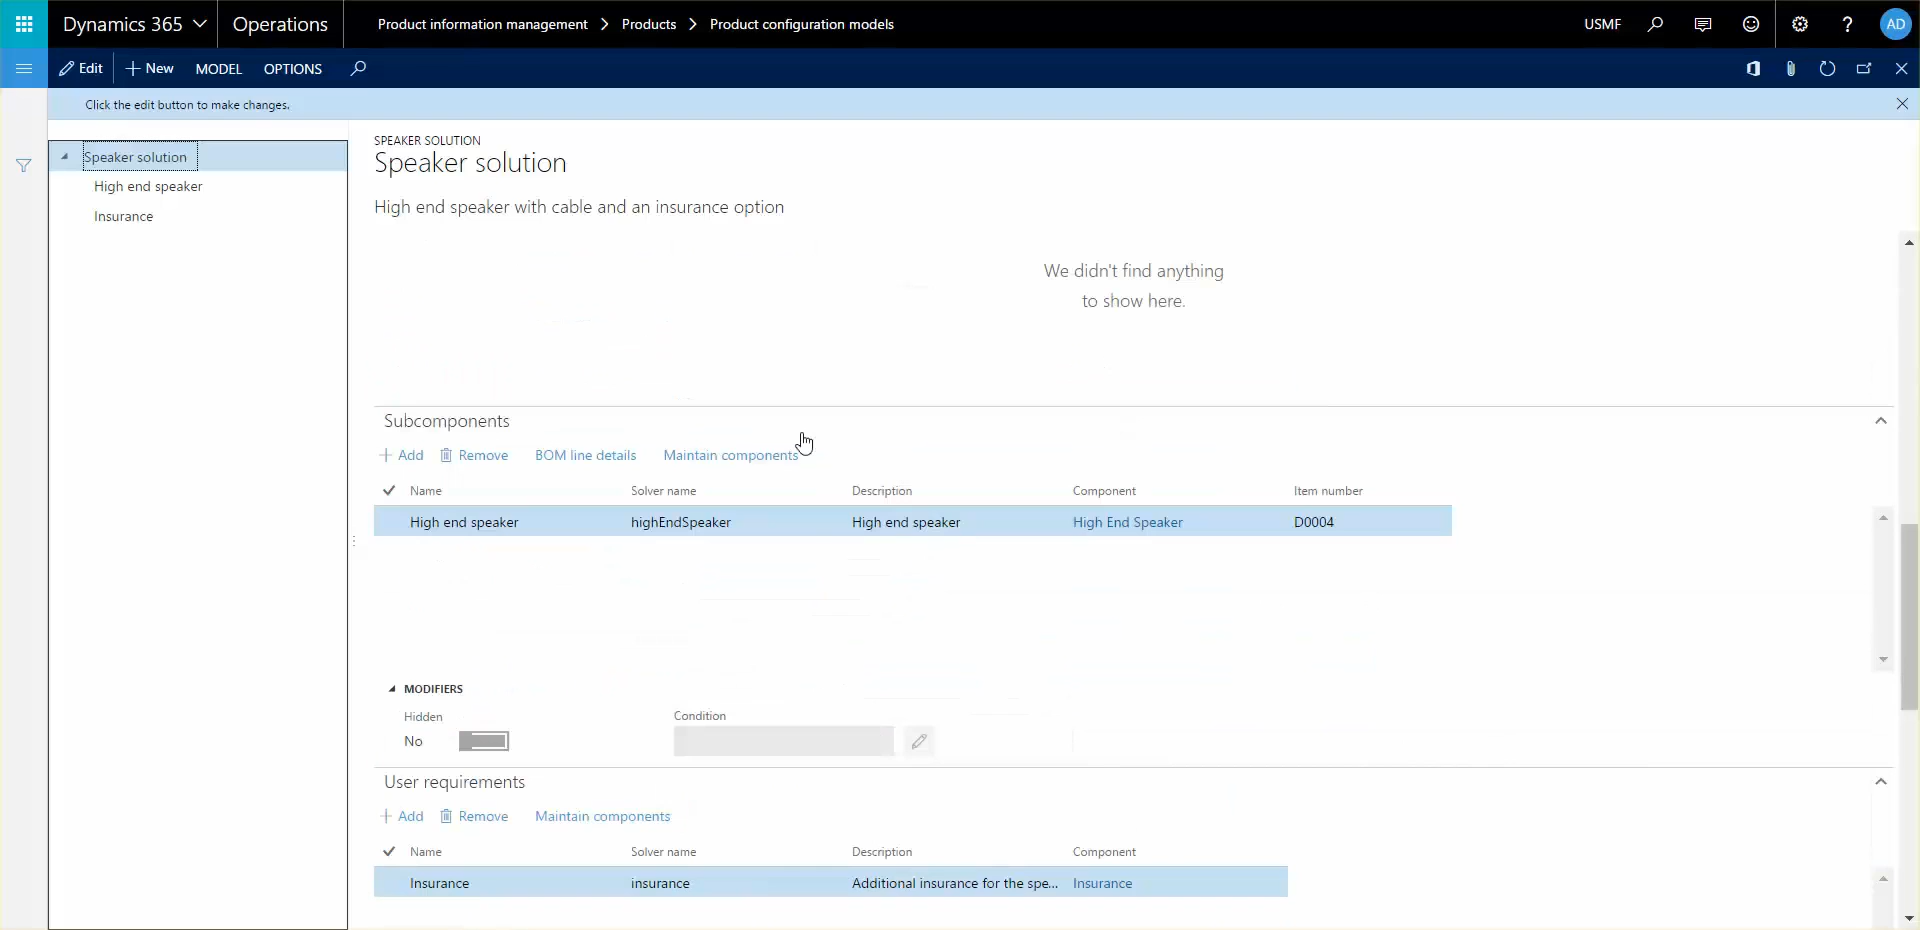 Dynamics 365 Operations Product information management Products Product configuration models USMF ? AD
Edit New MODEL OPTIONS
Click the edit button to make changes.
Speaker solution
High end speaker
Insurance
SPEAKER SOLUTION
Speaker solution
High end speaker with cable and an insurance option
We didn't find anything
to show here.
Subcomponents
Add Remove BOM line details Maintain components
Name Solver name Description Component Item number
High end speaker highEndSpeaker High end speaker High End Speaker D0004
MODIFIERS
Hidden Condition
No
User requirements
Add Remove Maintain components
Name Solver name Description Component
Insurance insurance Additional insurance for the spe... Insurance